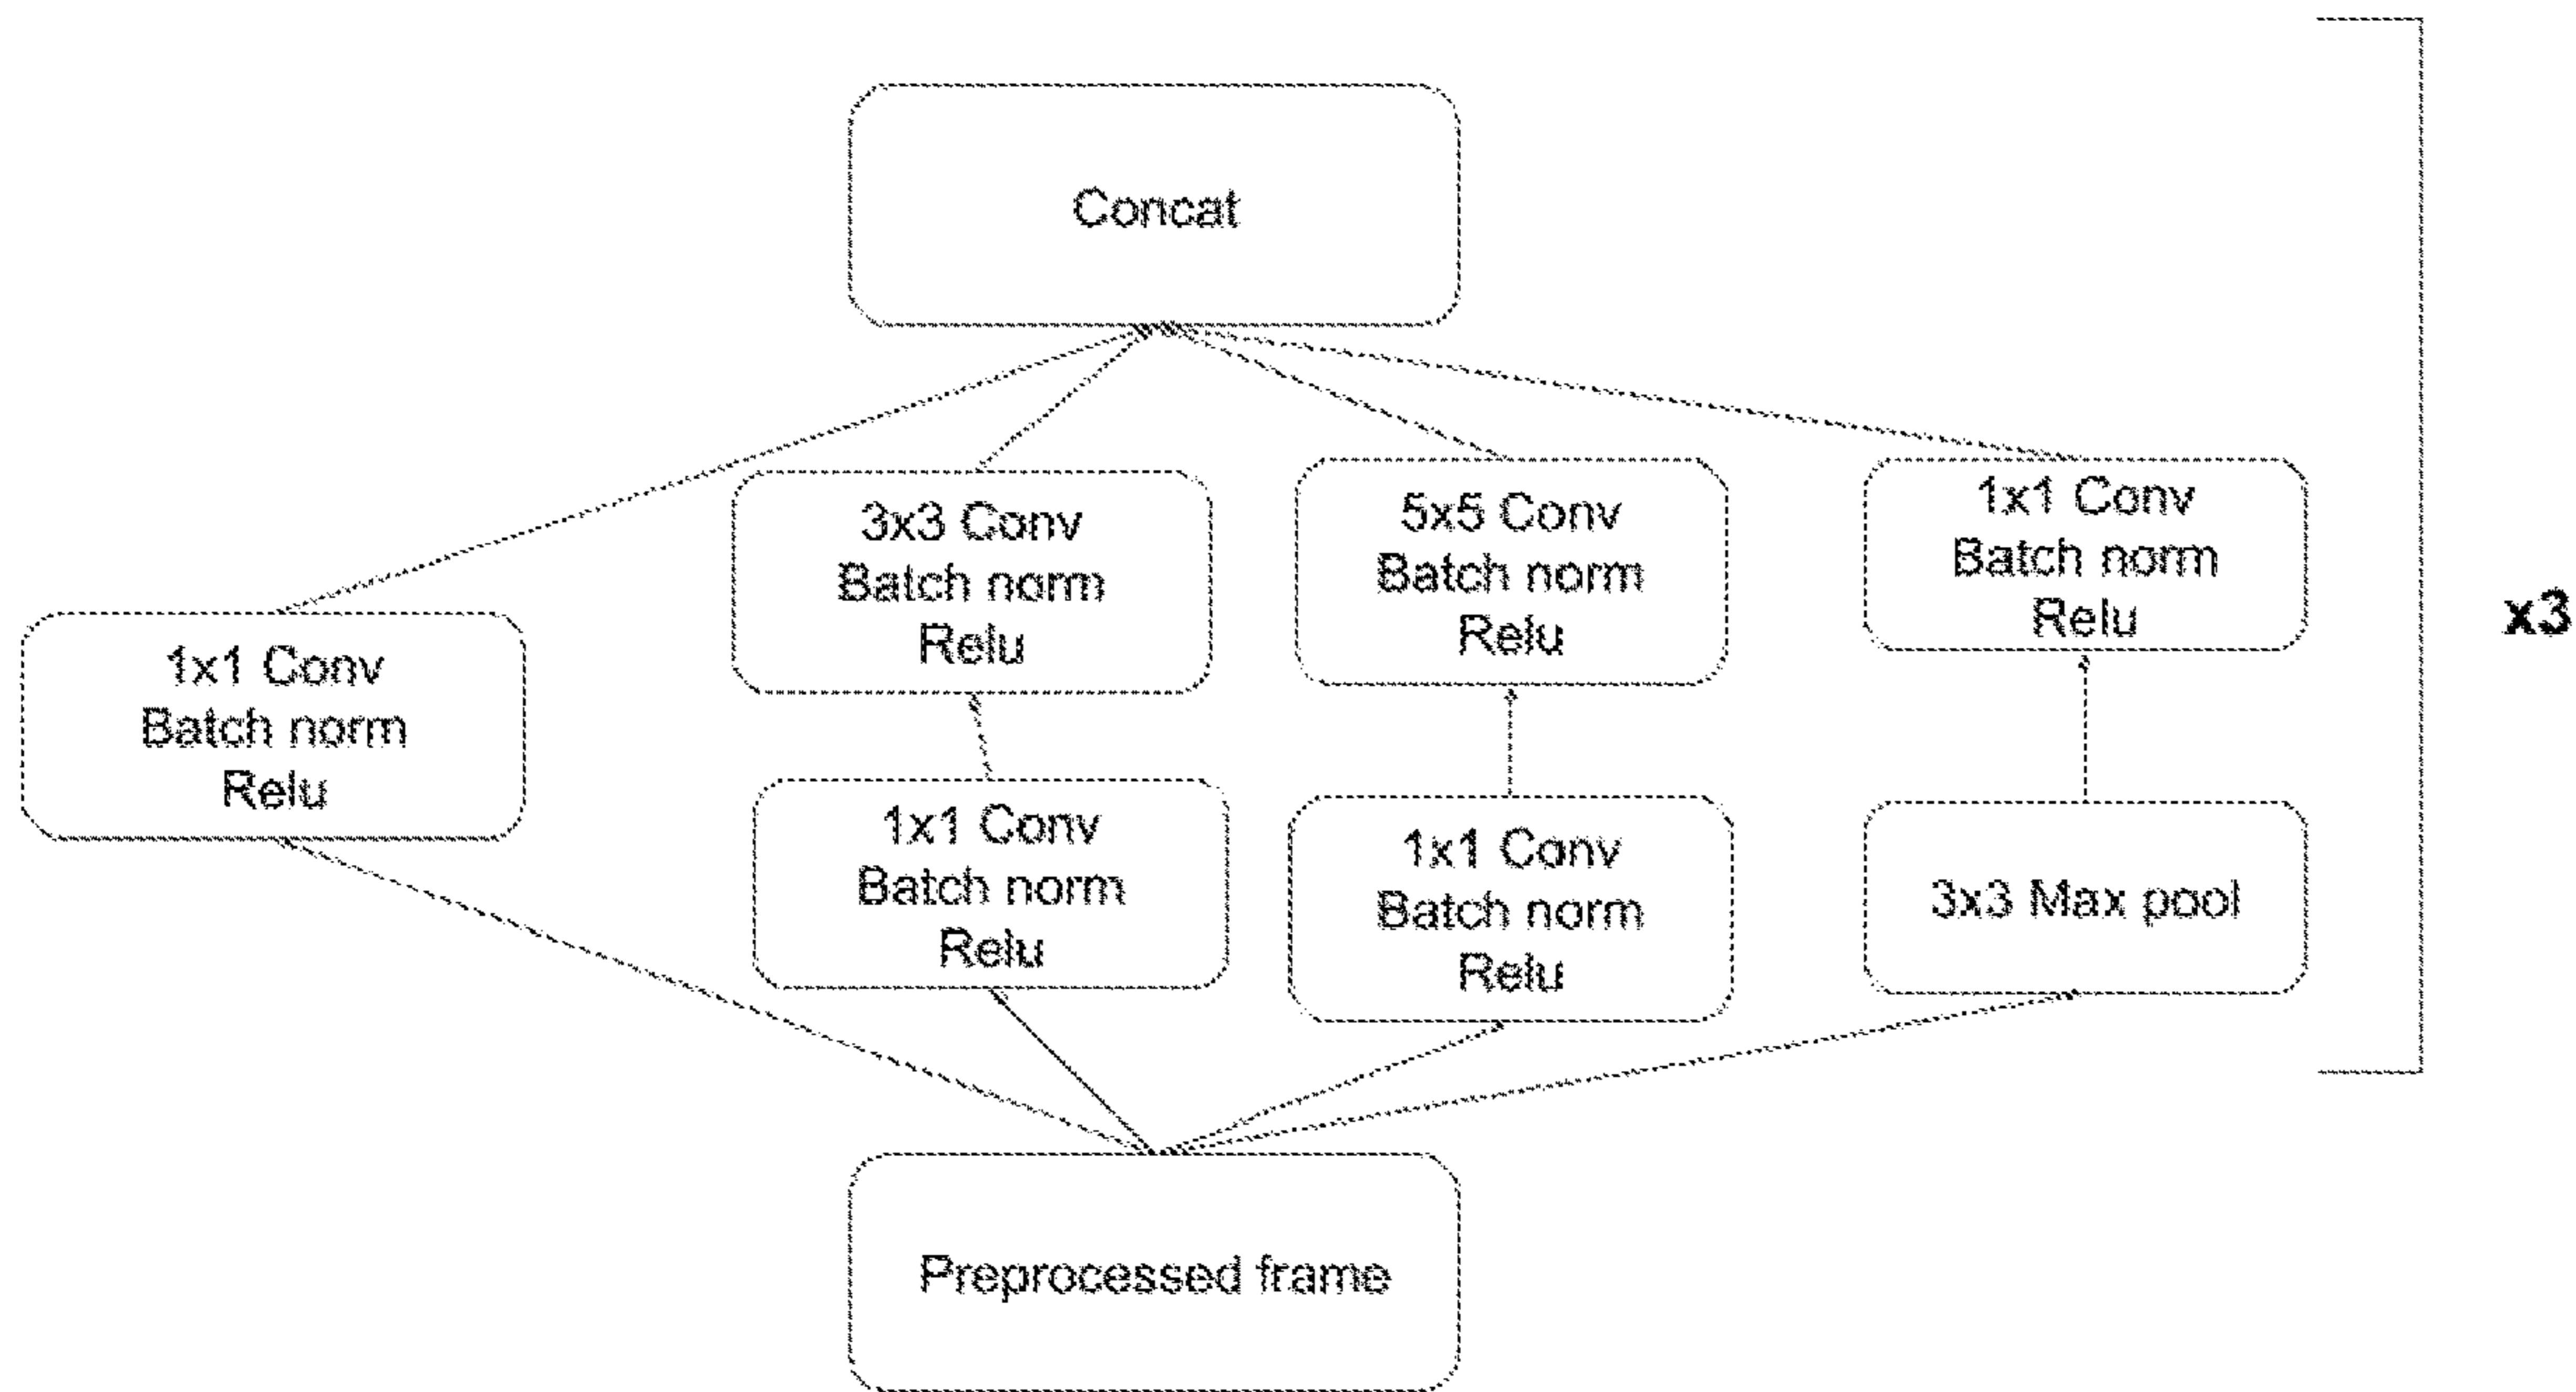 Concat
3x3 Conv
Batch norm
Relu
5x5 Conv
Batch norm
Relu
1x1 Conv
Batch norm
Relu
1x1 Conv
Batch norm
Relu
x3
1x1 Conv
Batch norm
Relu
1x1 Conv
Batch norm
Relu
3x3 Max pool
Preprocessed frame